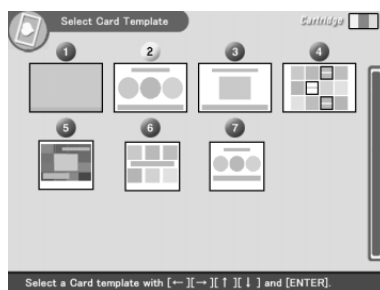 Select Card Template
Cartridge
1 2 3 4
5 6 7
Select a Card template with [←][→][↑][↓] and [ENTER].